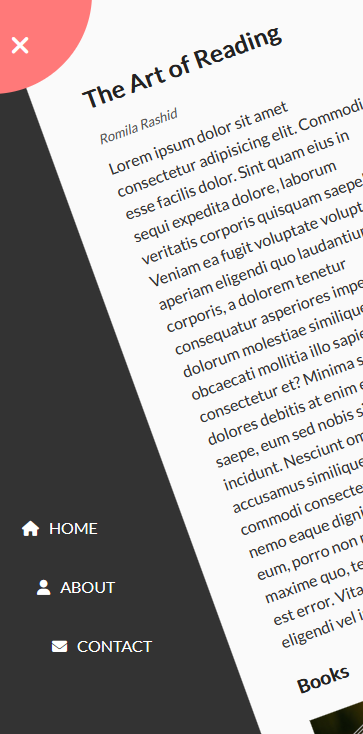 The Art of Reading
Romila Rashid
Lorem ipsum dolor sit amet
consectetur adipisicing elit. Commodi
esse facilis dolor. Sint quam eius in
sequi expedita dolore, laborum
veritatis corporis quisquam saepe
Veniam ea fugit voluptate volupt
aperiam eligendi quo laudantiu
corporis, a dolorem tenetur
consequatur asperiores impe
dolorum molestiae similique
obcaecati mollitia illo sapie
consectetur et? Minima s
dolores debitis at enim e
saepe, eum sed nobis s
incidunt. Nesciunt om
accusamus similique
commodi consecte
nemo eaque digni
eum, porro non r
maxime quo, te
est error. Vita
eligendi vel i
Books
HOME
ABOUT
CONTACT